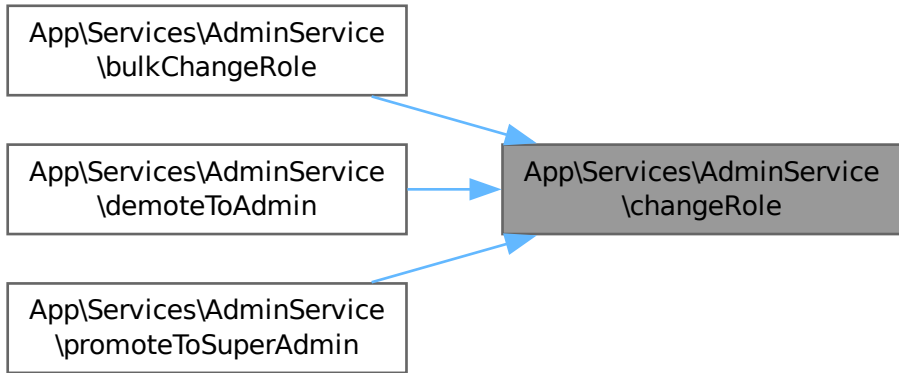 App\Services\AdminService
\bulkChangeRole
App\Services\AdminService
\demoteToAdmin
App\Services\AdminService
\changeRole
App\Services\AdminService
\promoteToSuperAdmin